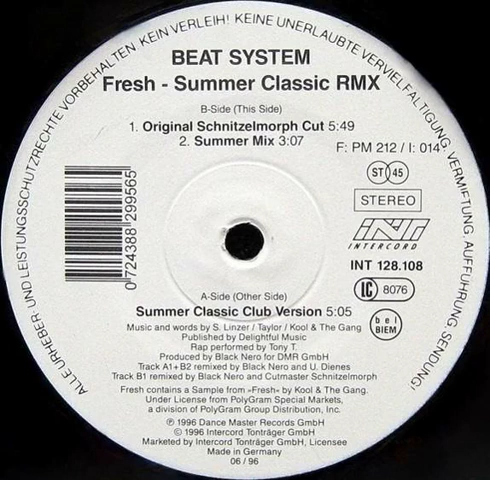 ALLE URHEBER- UND LEISTUNGSSCHUTZRECHTE VORBEHALTEN KEIN VERLEIH! KEINE UNERLAUBTE VERVIELFÄLTIGUNG, VERMIETUNG, AUFFÜHRUNG, SENDUNG!
BEAT SYSTEM
Fresh - Summer Classic RMX
B-Side (This Side)
1. Original Schnitzelmorph Cut 5:49
2. Summer Mix 3:07
F: PM 212 / I: 014
ST 45
STEREO
INT
INTERCORD
INT 128.108
LC 8076
bel
BIEM
0 724388 299565
A-Side (Other Side)
Summer Classic Club Version 5:05
Music and words by S. Linzer / Taylor / Kool & The Gang
Published by Delightful Music
Rap performed by Tony T.
Produced by Black Nero for DMR GmbH
Track A1+B2 remixed by Black Nero and U. Dienes
Track B1 remixed by Black Nero and Cutmaster Schnitzelmorph
Fresh contains a Sample from »Fresh« by Kool & The Gang.
Under License from PolyGram Special Markets,
a division of PolyGram Group Distribution, Inc.
Ⓟ 1996 Dance Master Records GmbH
© 1996 Intercord Tonträger GmbH
Marketed by Intercord Tonträger GmbH, Licensee
Made in Germany
06 / 96